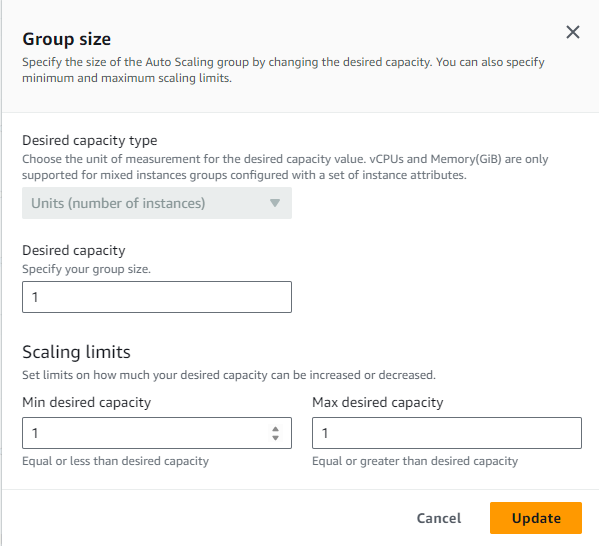 Group size
Specify the size of the Auto Scaling group by changing the desired capacity. You can also specify
minimum and maximum scaling limits.
Desired capacity type
Choose the unit of measurement for the desired capacity value. vCPUs and Memory(GiB) are only
supported for mixed instances groups configured with a set of instance attributes.
Units (number of instances)
Desired capacity
Specify your group size.
1
Scaling limits
Set limits on how much your desired capacity can be increased or decreased.
Min desired capacity
1
Equal or less than desired capacity
Max desired capacity
1
Equal or greater than desired capacity
Cancel
Update